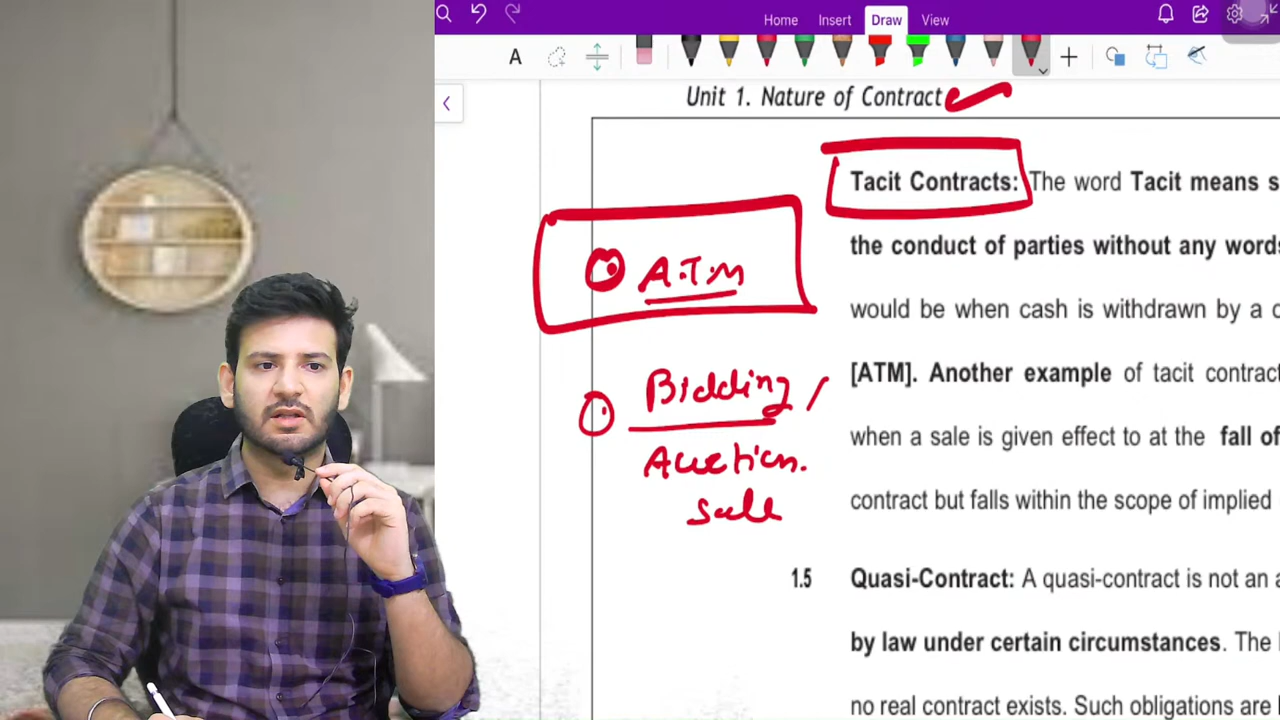 Home Insert Draw View
A
Unit 1. Nature of Contract
Tacit Contracts: The word Tacit means s
the conduct of parties without any words
would be when cash is withdrawn by a c
[ATM]. Another example of tacit contract
when a sale is given effect to at the fall of
contract but falls within the scope of implied
A.T.M
Bidding /
Auction.
sale
1.5 Quasi-Contract: A quasi-contract is not an a
by law under certain circumstances. The l
no real contract exists. Such obligations are